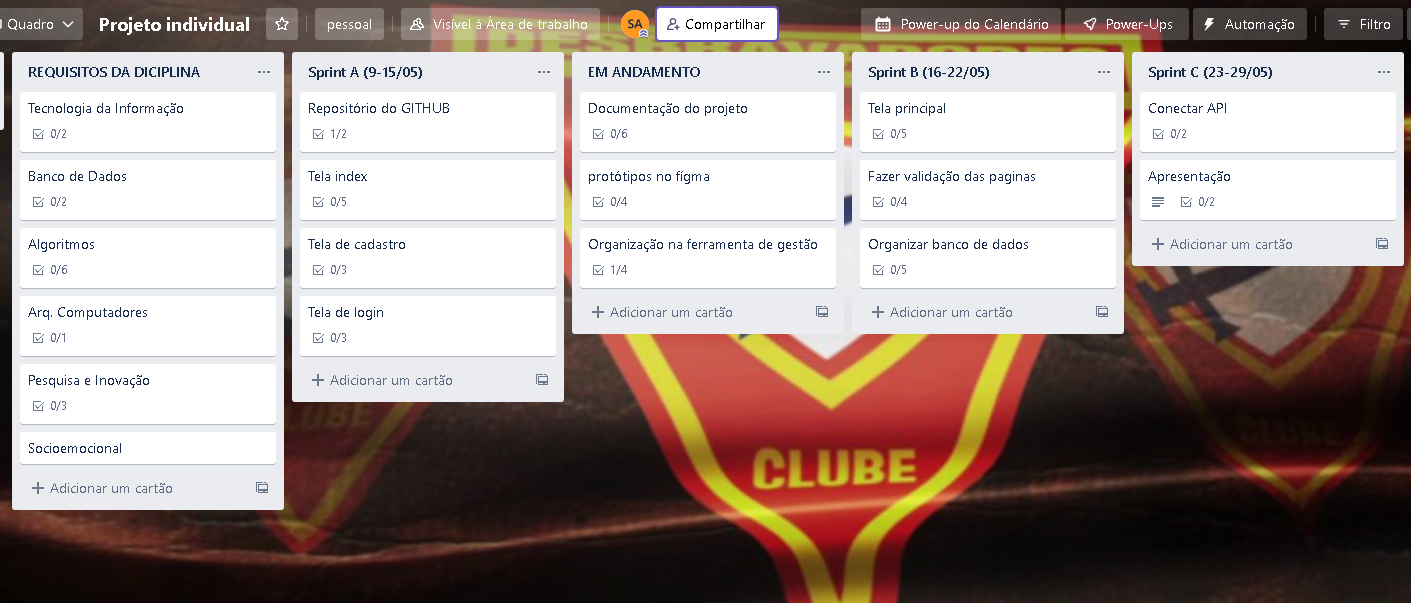 Quadro
Projeto individual
pessoal
Visível à Área de trabalho
SA
Compartilhar
Power-up do Calendário
Power-Ups
Automação
Filtro
REQUISITOS DA DICIPLINA
Tecnologia da Informação
0/2
Banco de Dados
0/2
Algoritmos
0/6
Arq. Computadores
0/1
Pesquisa e Inovação
0/3
Socioemocional
Adicionar um cartão
Sprint A (9-15/05)
Repositório do GITHUB
1/2
Tela index
0/5
Tela de cadastro
0/3
Tela de login
0/3
Adicionar um cartão
EM ANDAMENTO
Documentação do projeto
0/6
protótipos no fígma
0/4
Organização na ferramenta de gestão
1/4
Adicionar um cartão
Sprint B (16-22/05)
Tela principal
0/5
Fazer validação das paginas
0/4
Organizar banco de dados
0/5
Adicionar um cartão
Sprint C (23-29/05)
Conectar API
0/2
Apresentação
0/2
Adicionar um cartão
DESBRAVADORES
CLUBE
CLUBE
CLUBE